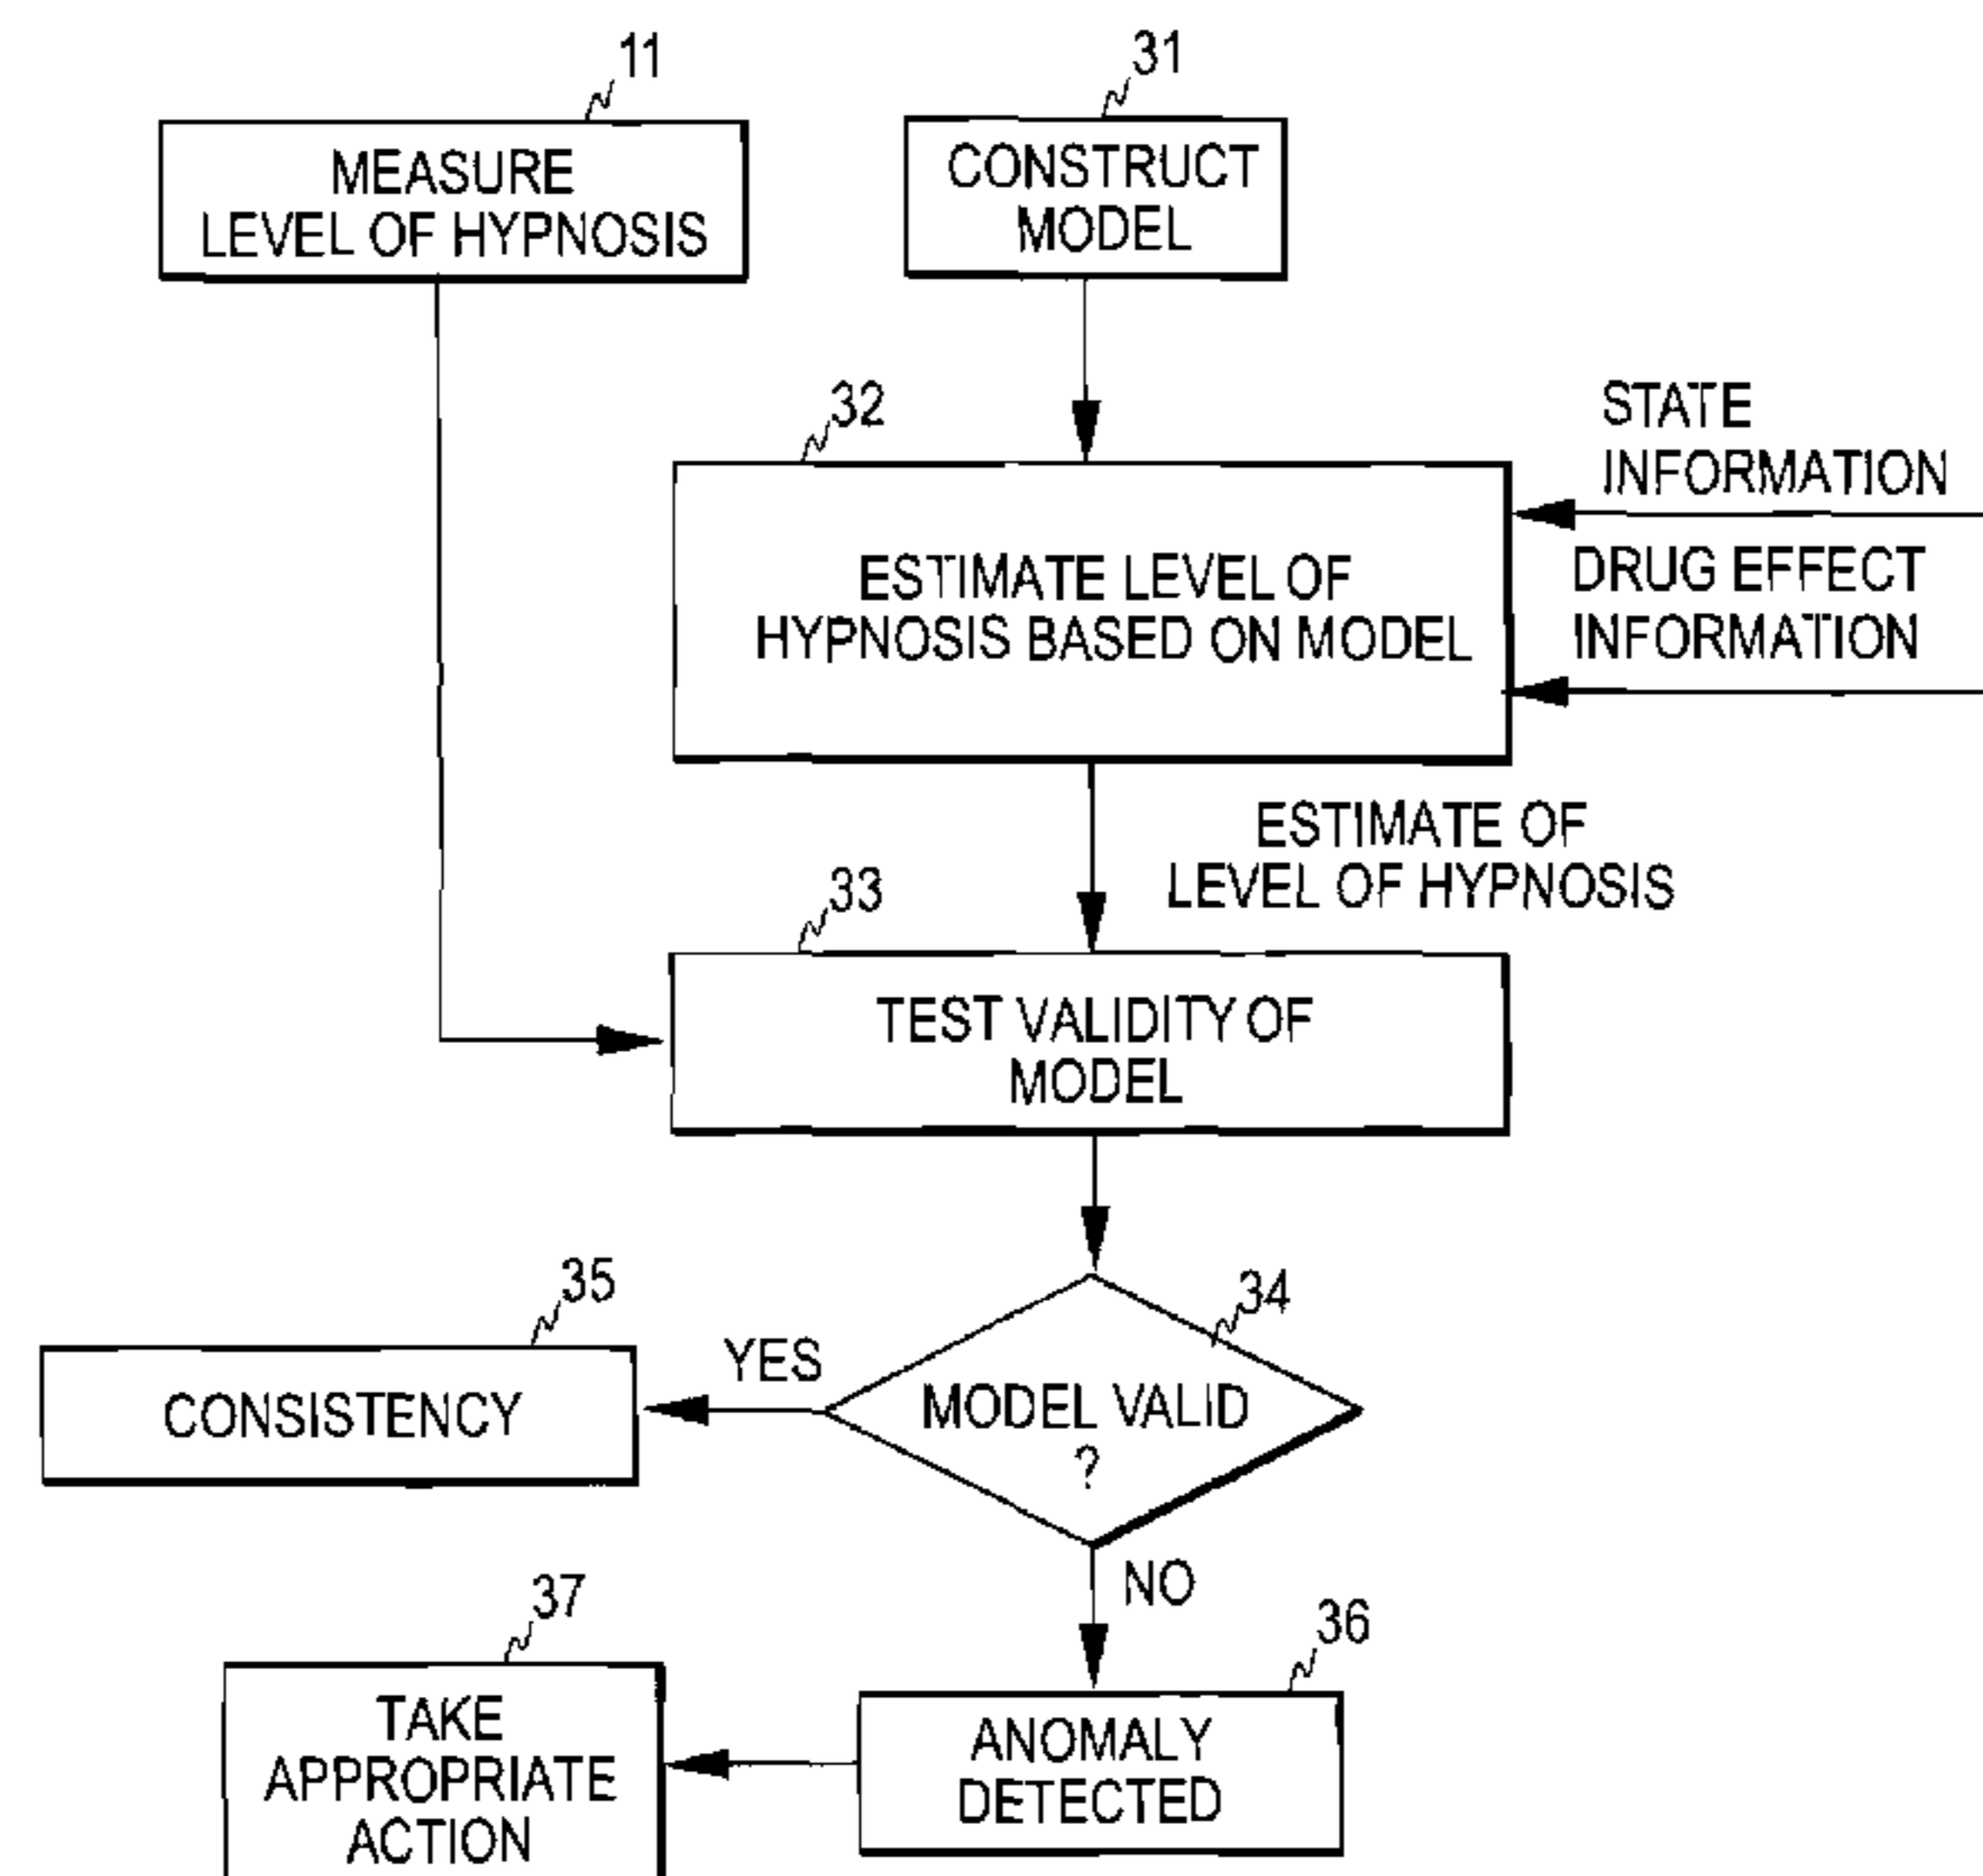 11
MEASURE
LEVEL OF HYPNOSIS
31
CONSTRUCT
MODEL
32
ESTIMATE LEVEL OF
HYPNOSIS BASED ON MODEL
STATE
INFORMATION
DRUG EFFECT
INFORMATION
ESTIMATE OF
LEVEL OF HYPNOSIS
33
TEST VALIDITY OF
MODEL
34
MODEL VALID
?
YES
35
CONSISTENCY
NO
36
ANOMALY
DETECTED
37
TAKE
APPROPRIATE
ACTION